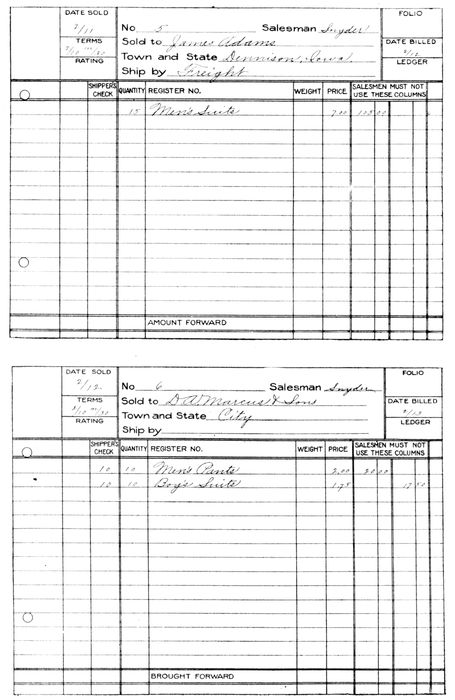 DATE SOLD
2/11
TERMS
2/10 n/30
RATING
No 5 Salesman Snyder
Sold to James Adams
Town and State Dennison, Iowa
Ship by Freight
FOLIO
DATE BILLED
2/12
LEDGER
SHIPPER'S CHECK QUANTITY REGISTER NO. WEIGHT PRICE SALESMEN MUST NOT USE THESE COLUMNS
15 Men's Suits 7.00 105 00
AMOUNT FORWARD
DATE SOLD
2/12
TERMS
2/10 n/30
RATING
No 6 Salesman Snyder
Sold to D.W. Marcus & Sons
Town and State City
Ship by
FOLIO
DATE BILLED
2/12
LEDGER
SHIPPER'S CHECK QUANTITY REGISTER NO. WEIGHT PRICE SALESMEN MUST NOT USE THESE COLUMNS
10 10 Men's Pants 2.00 20 00
10 10 Boy's Suits 1 75 17 50
BROUGHT FORWARD